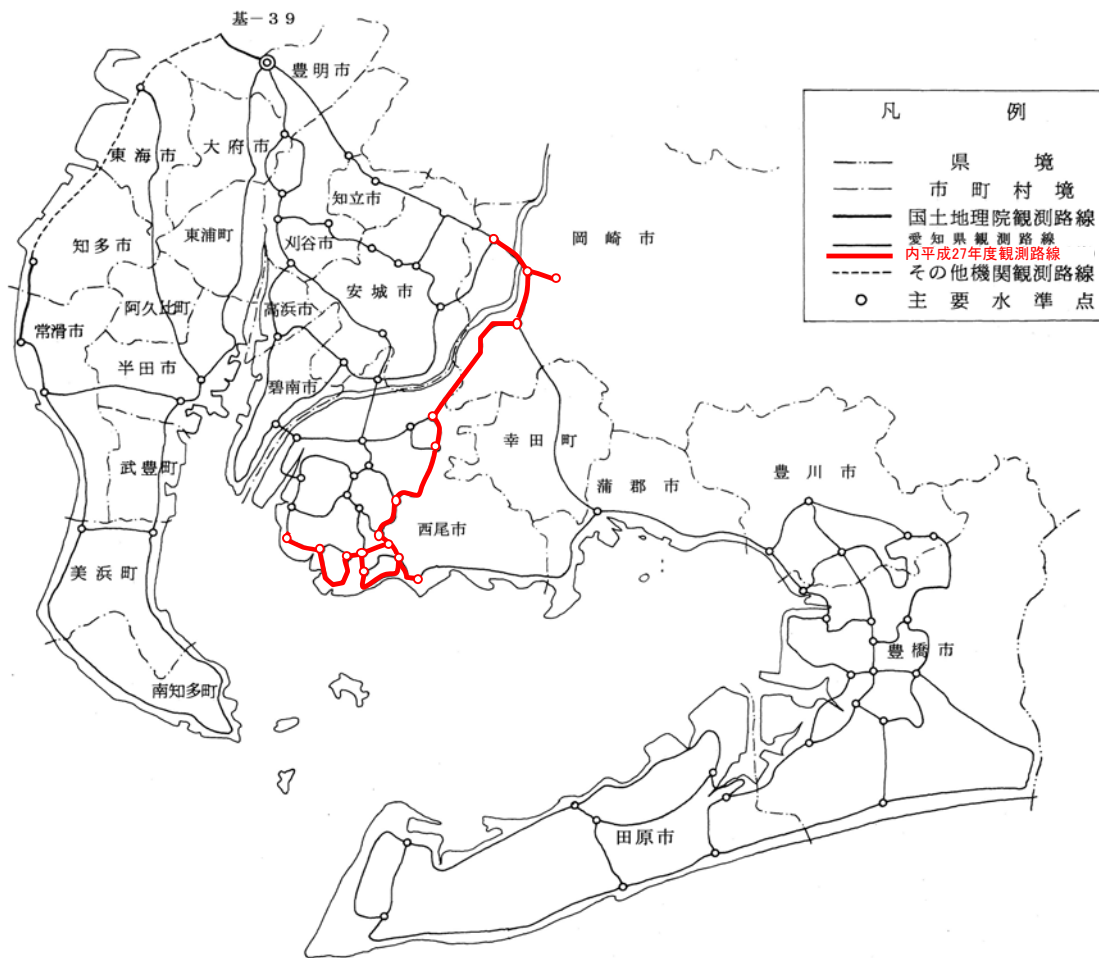 基－３９
豊明市
大府市
東海市
知立市
知多市
東浦町
刈谷市
岡崎市
安城市
阿久比町
高浜市
常滑市
半田市
碧南市
幸田町
武豊町
蒲郡市
豊川市
西尾市
美浜町
豊橋市
南知多町
田原市
凡例
県境
市町村境
国土地理院観測路線
愛知県観測路線
内平成27年度観測路線
その他機関観測路線
主要水準点